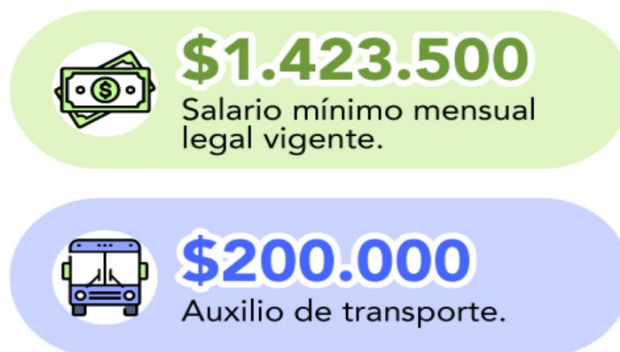 $1.423.500
Salario mínimo mensual
legal vigente.
$200.000
Auxilio de transporte.